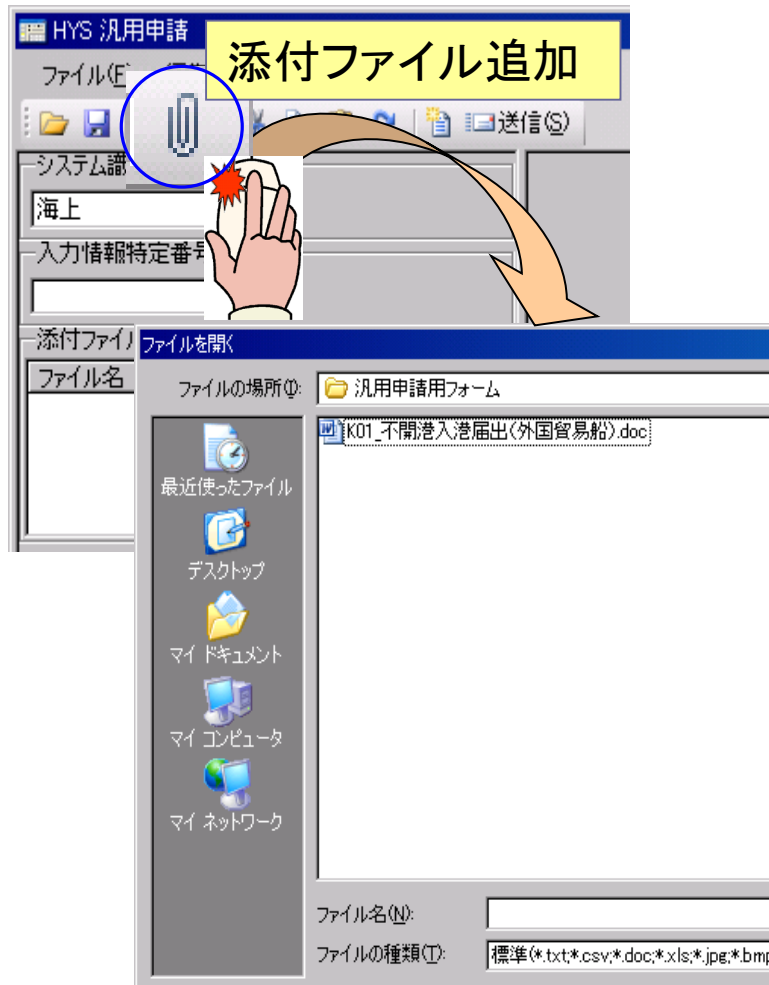 HYS 汎用申請
添付ファイル追加
ファイル(F)
送信(S)
システム識
海上
入力情報特定番号
添付ファイル
ファイル名
ファイルを開く
ファイルの場所(I):
汎用申請用フォーム
K01_不開港入港届出(外国貿易船).doc
最近使ったファイル
デスクトップ
マイ ドキュメント
マイ コンピュータ
マイ ネットワーク
ファイル名(N):
ファイルの種類(T):
標準(*.txt;*.csv;*.doc;*.xls;*.jpg;*.bmp